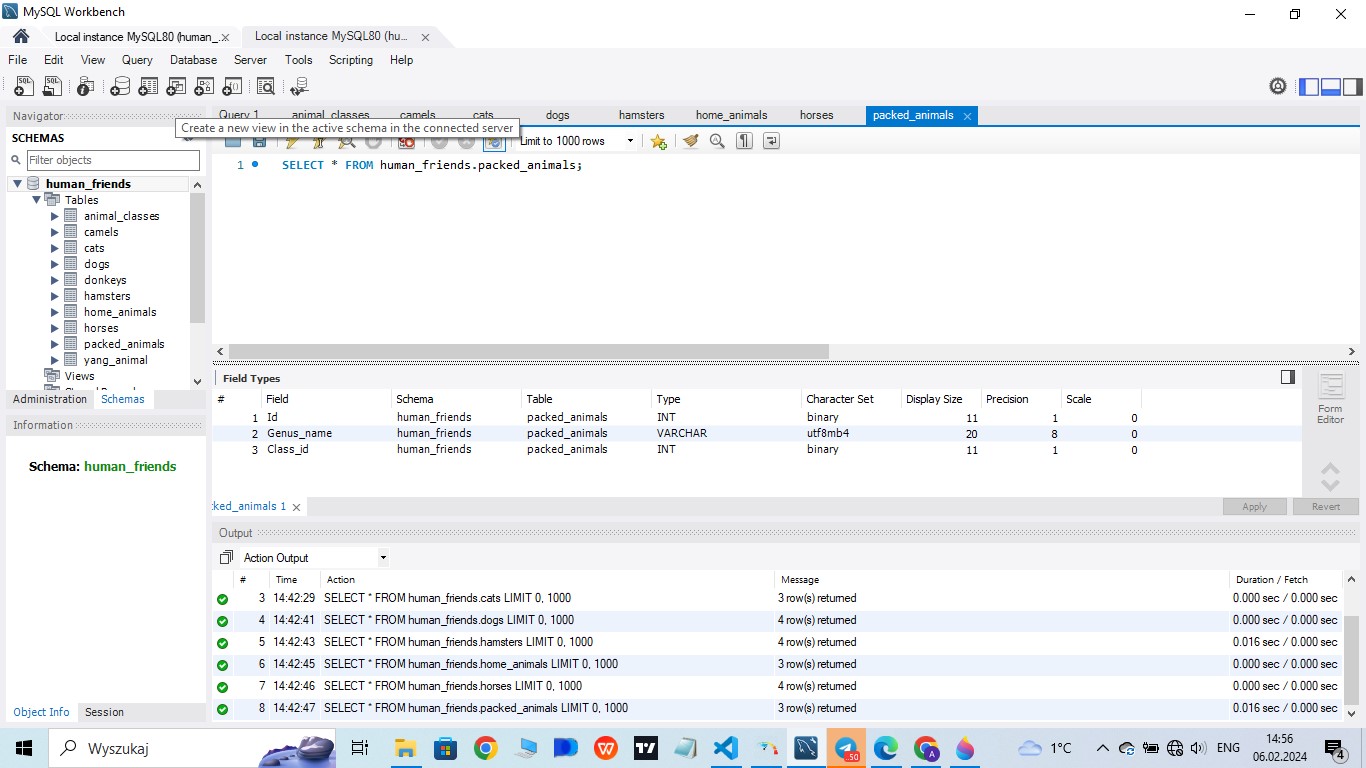 MySQL Workbench
Local instance MySQL80 (human_...
Local instance MySQL80 (hu...
File Edit View Query Database Server Tools Scripting Help
Navigator
Query 1 animal_classes camels cats dogs hamsters home_animals horses packed_animals
Create a new view in the active schema in the connected server
SCHEMAS
Limit to 1000 rows
Filter objects
1 SELECT * FROM human_friends.packed_animals;
human_friends
Tables
animal_classes
camels
cats
dogs
donkeys
hamsters
home_animals
horses
packed_animals
yang_animal
Views
Administration Schemas
Information
Schema: human_friends
Object Info Session
Field Types
# Field Schema Table Type Character Set Display Size Precision Scale
1 Id human_friends packed_animals INT binary 11 1 0
2 Genus_name human_friends packed_animals VARCHAR utf8mb4 20 8 0
3 Class_id human_friends packed_animals INT binary 11 1 0
Form
Editor
cked_animals 1
Apply Revert
Output
Action Output
# Time Action Message Duration / Fetch
3 14:42:29 SELECT * FROM human_friends.cats LIMIT 0, 1000 3 row(s) returned 0.000 sec / 0.000 sec
4 14:42:41 SELECT * FROM human_friends.dogs LIMIT 0, 1000 4 row(s) returned 0.000 sec / 0.000 sec
5 14:42:43 SELECT * FROM human_friends.hamsters LIMIT 0, 1000 4 row(s) returned 0.016 sec / 0.000 sec
6 14:42:45 SELECT * FROM human_friends.home_animals LIMIT 0, 1000 3 row(s) returned 0.000 sec / 0.000 sec
7 14:42:46 SELECT * FROM human_friends.horses LIMIT 0, 1000 4 row(s) returned 0.000 sec / 0.000 sec
8 14:42:47 SELECT * FROM human_friends.packed_animals LIMIT 0, 1000 3 row(s) returned 0.016 sec / 0.000 sec
Wyszukaj
1°C
ENG
14:56
06.02.2024
4